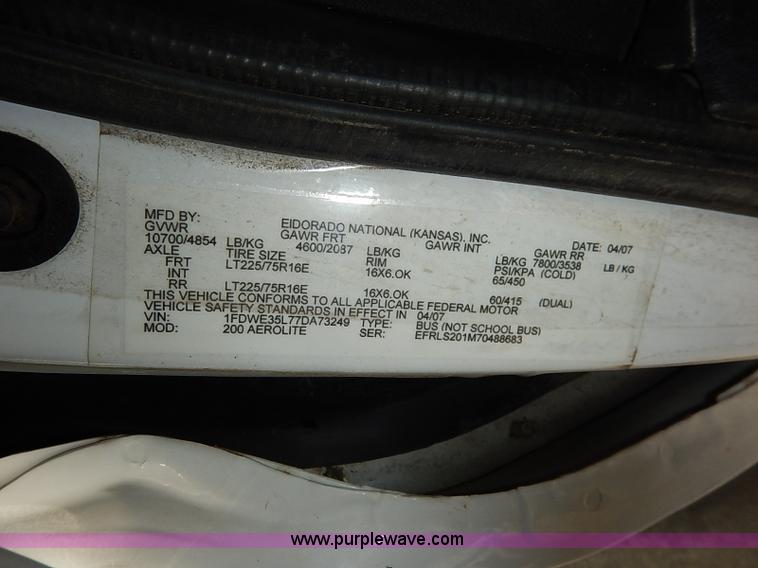 MFD BY: EIDORADO NATIONAL (KANSAS), INC. DATE: 04/07
GVWR GAWR FRT GAWR INT GAWR RR
10700/4854 LB/KG 4600/2087 LB/KG LB/KG 7800/3538 LB / KG
AXLE TIRE SIZE RIM PSI/KPA (COLD)
FRT LT225/75R16E 16X6.OK 65/450
INT
RR LT225/75R16E 16X6.OK 60/415 (DUAL)
THIS VEHICLE CONFORMS TO ALL APPLICABLE FEDERAL MOTOR
VEHICLE SAFETY STANDARDS IN EFFECT IN 04/07
VIN: 1FDWE35L77DA73249 TYPE: BUS (NOT SCHOOL BUS)
MOD: 200 AEROLITE SER: EFRLS201M70488683
www.purplewave.com